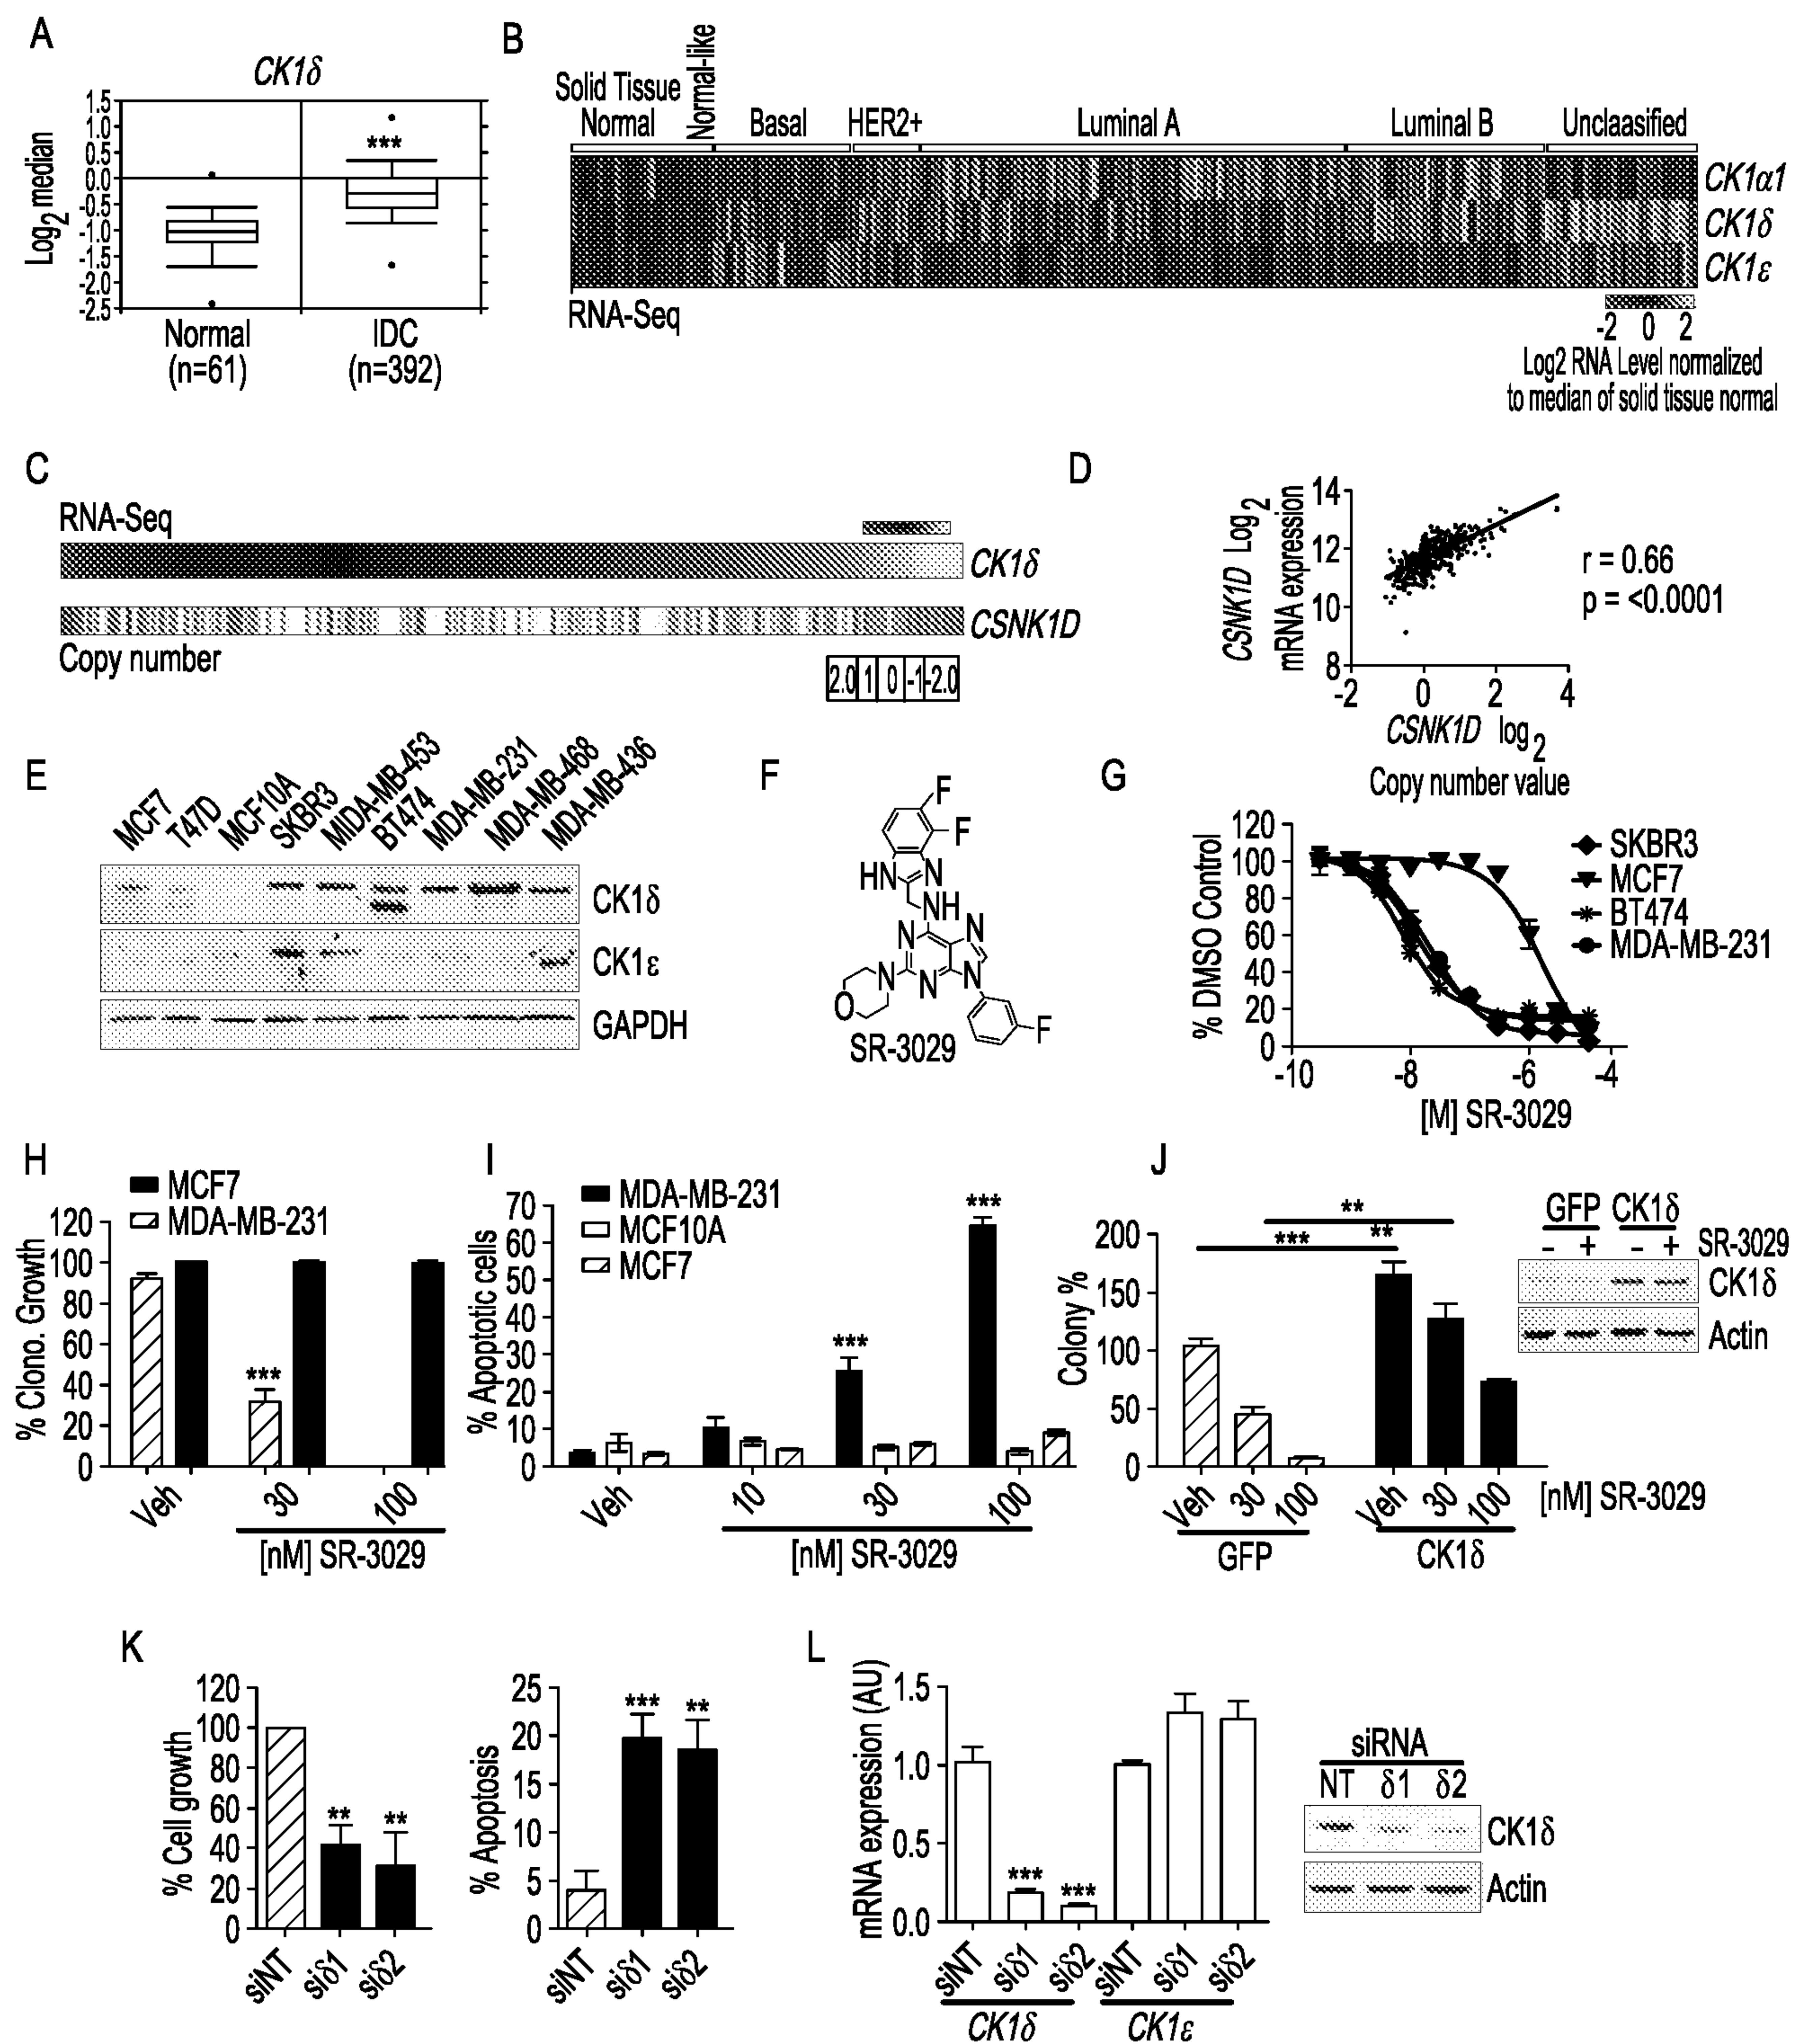 A
CK1δ
1.5
1.0
0.5
0.0
-0.5
-1.0
-1.5
-2.0
-2.5
Log2 median
***
Normal
(n=61)
IDC
(n=392)
B
Solid Tissue
Normal
Normal-like
Basal
HER2+
Luminal A
Luminal B
Unclaasified
CK1α1
CK1δ
CK1ε
RNA-Seq
-2 0 2
Log2 RNA Level normalized
to median of solid tissue normal
C
RNA-Seq
CK1δ
CSNK1D
Copy number
2.0 1 0 -1 -2.0
D
CSNK1D Log2
mRNA expression
14
12
10
8
-2 0 2 4
r = 0.66
p = <0.0001
CSNK1D log2
Copy number value
E
MCF7
T47D
MCF10A
SKBR3
MIDA-MB-453
BT474
MDA-MB-231
MDA-MB-468
MDA-MB-436
CK1δ
CK1ε
GAPDH
F
F
F
HN
N
NH
N
N
N
N
N
N
O
F
SR-3029
G
% DMSO Control
120
100
80
60
40
20
0
-10 -8 -6 -4
[M] SR-3029
SKBR3
MCF7
BT474
MDA-MB-231
H
MCF7
MDA-MB-231
% Clono. Growth
120
100
80
60
40
20
0
***
Veh 30 100
[nM] SR-3029
I
MDA-MB-231
MCF10A
MCF7
% Apoptotic cells
70
60
50
40
30
20
10
0
***
***
Veh 10 30 100
[nM] SR-3029
J
Colony %
200
150
100
50
0
**
*** **
Veh 30 100 Veh 30 100
[nM] SR-3029
GFP CK1δ
GFP CK1δ
- + - + SR-3029
CK1δ
Actin
K
% Cell growth
120
100
80
60
40
20
0
** **
siNT siδ1 siδ2
% Apoptosis
25
20
15
10
5
0
*** **
siNT siδ1 siδ2
L
mRNA expression (AU)
1.5
1.0
0.5
0.0
*** ***
siNT siδ1 siδ2 siNT siδ1 siδ2
CK1δ CK1ε
siRNA
NT δ1 δ2
CK1δ
Actin